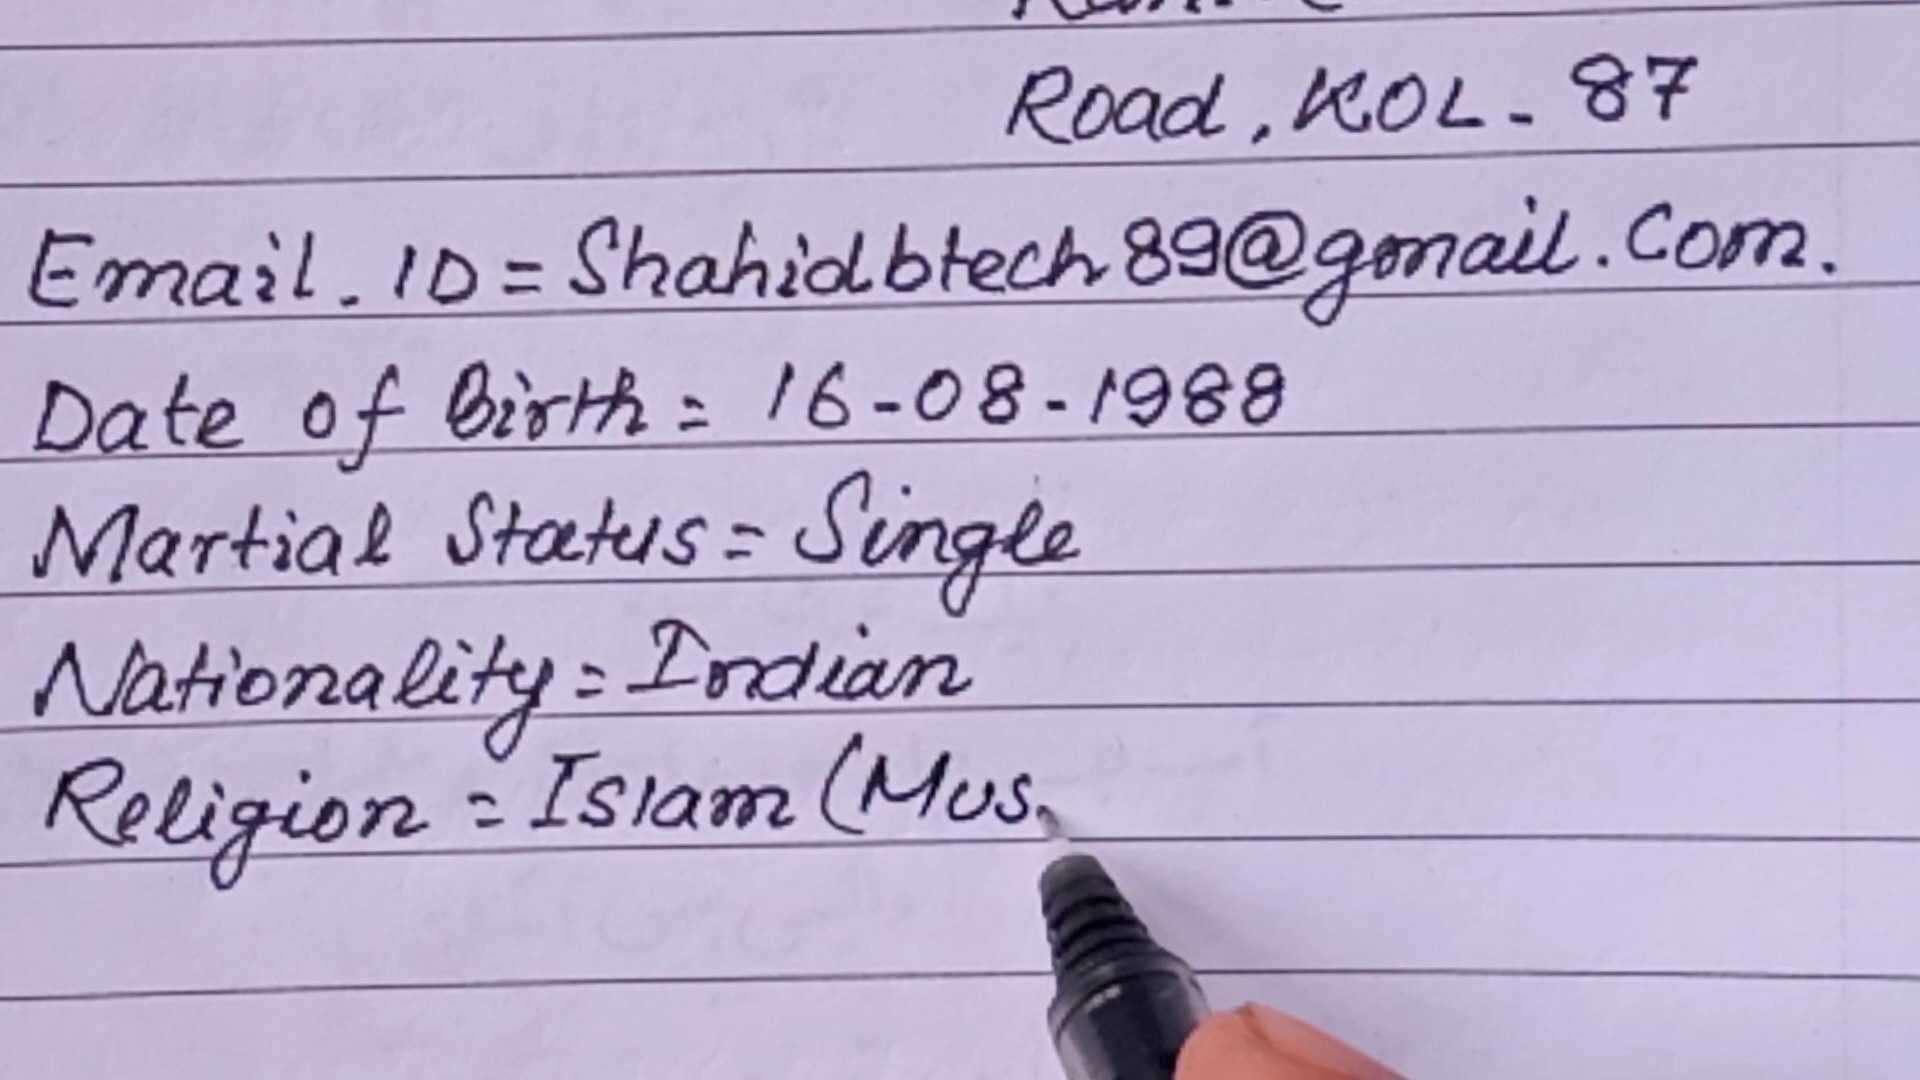 Road, KOL- 87
Email. ID = Shahidbtech89@gmail.com.
Date of Birth = 16-08-1988
Martial Status = Single
Nationality = Indian
Religion = Islam (Mus